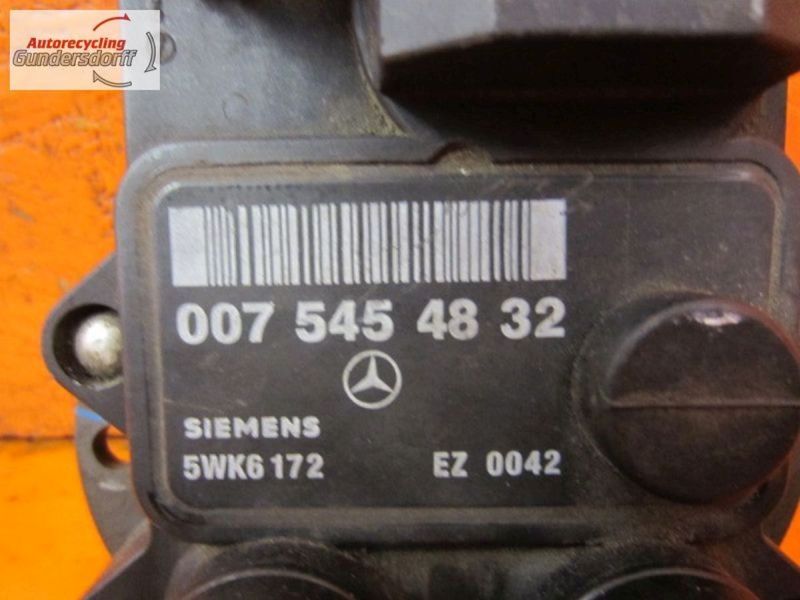 Autorecycling
Gundersdorff
007 545 48 32
SIEMENS
5WK6 172 EZ 0042